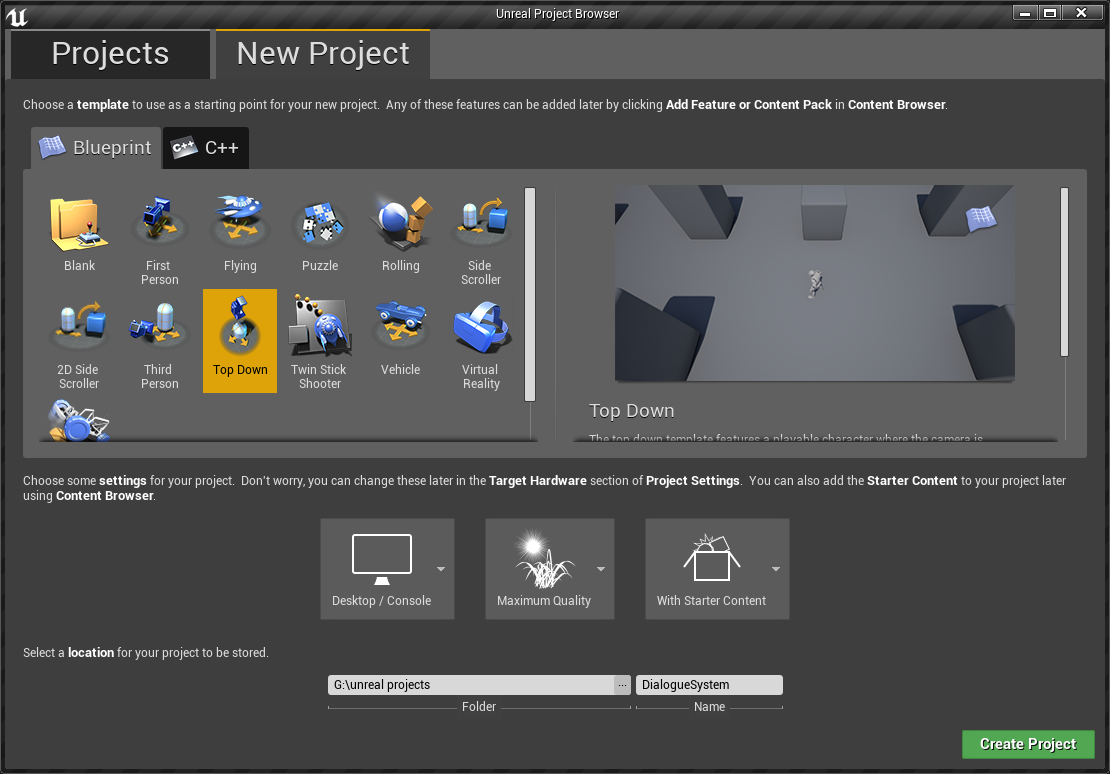 Unreal Project Browser
Projects
New Project
Choose a template to use as a starting point for your new project. Any of these features can be added later by clicking Add Feature or Content Pack in Content Browser.
Blueprint
C++
C++
Blank
First
Person
Flying
Puzzle
Rolling
Side
Scroller
2D Side
Scroller
Third
Person
Top Down
Twin Stick
Shooter
Vehicle
Virtual
Reality
Top Down
The top down template features a playable character where the camera is
Choose some settings for your project. Don't worry, you can change these later in the Target Hardware section of Project Settings. You can also add the Starter Content to your project later
using Content Browser.
Desktop / Console
Maximum Quality
With Starter Content
Select a location for your project to be stored.
G:\unreal projects
...
DialogueSystem
Folder
Name
Create Project